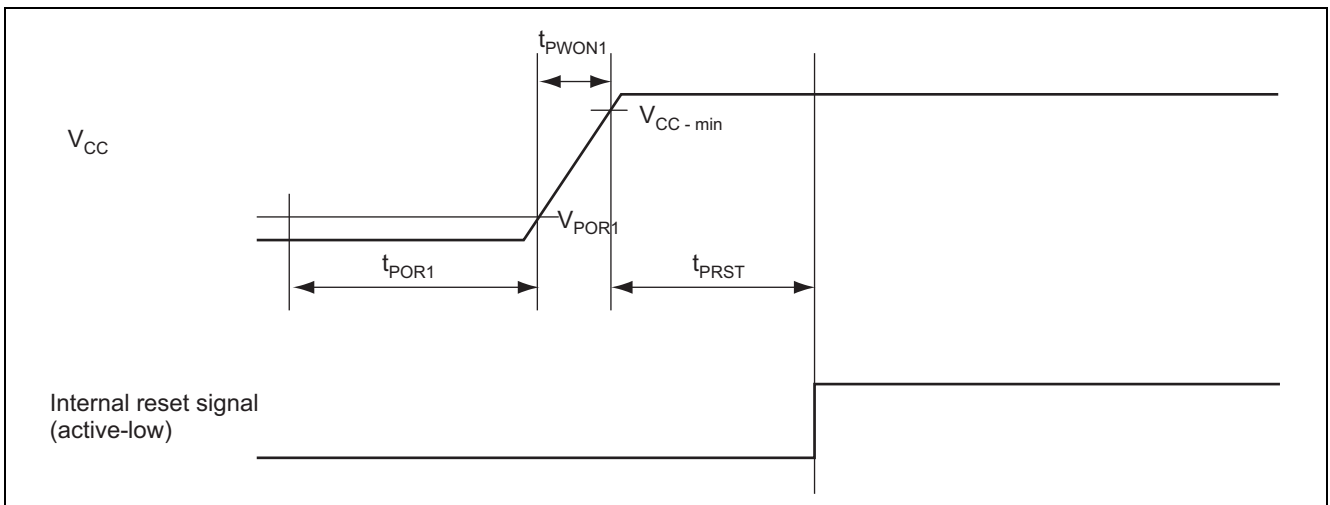 tPWON1
VCC - min
VCC
VPOR1
tPOR1
tPRST
Internal reset signal
(active-low)